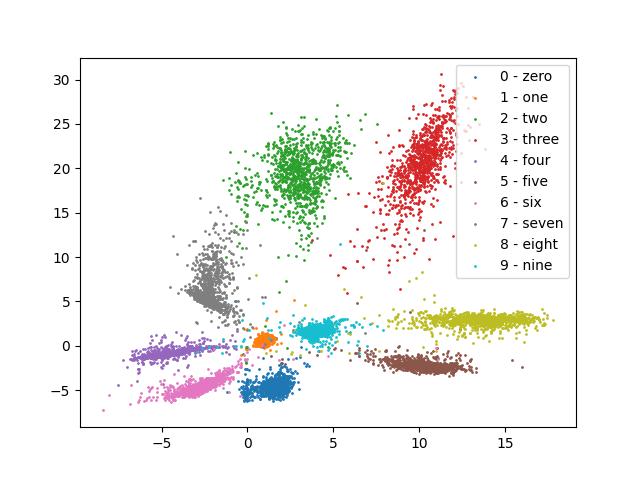 30
25
20
15
10
5
0
−5
−5
0
5
10
15
0 - zero
1 - one
2 - two
3 - three
4 - four
5 - five
6 - six
7 - seven
8 - eight
9 - nine